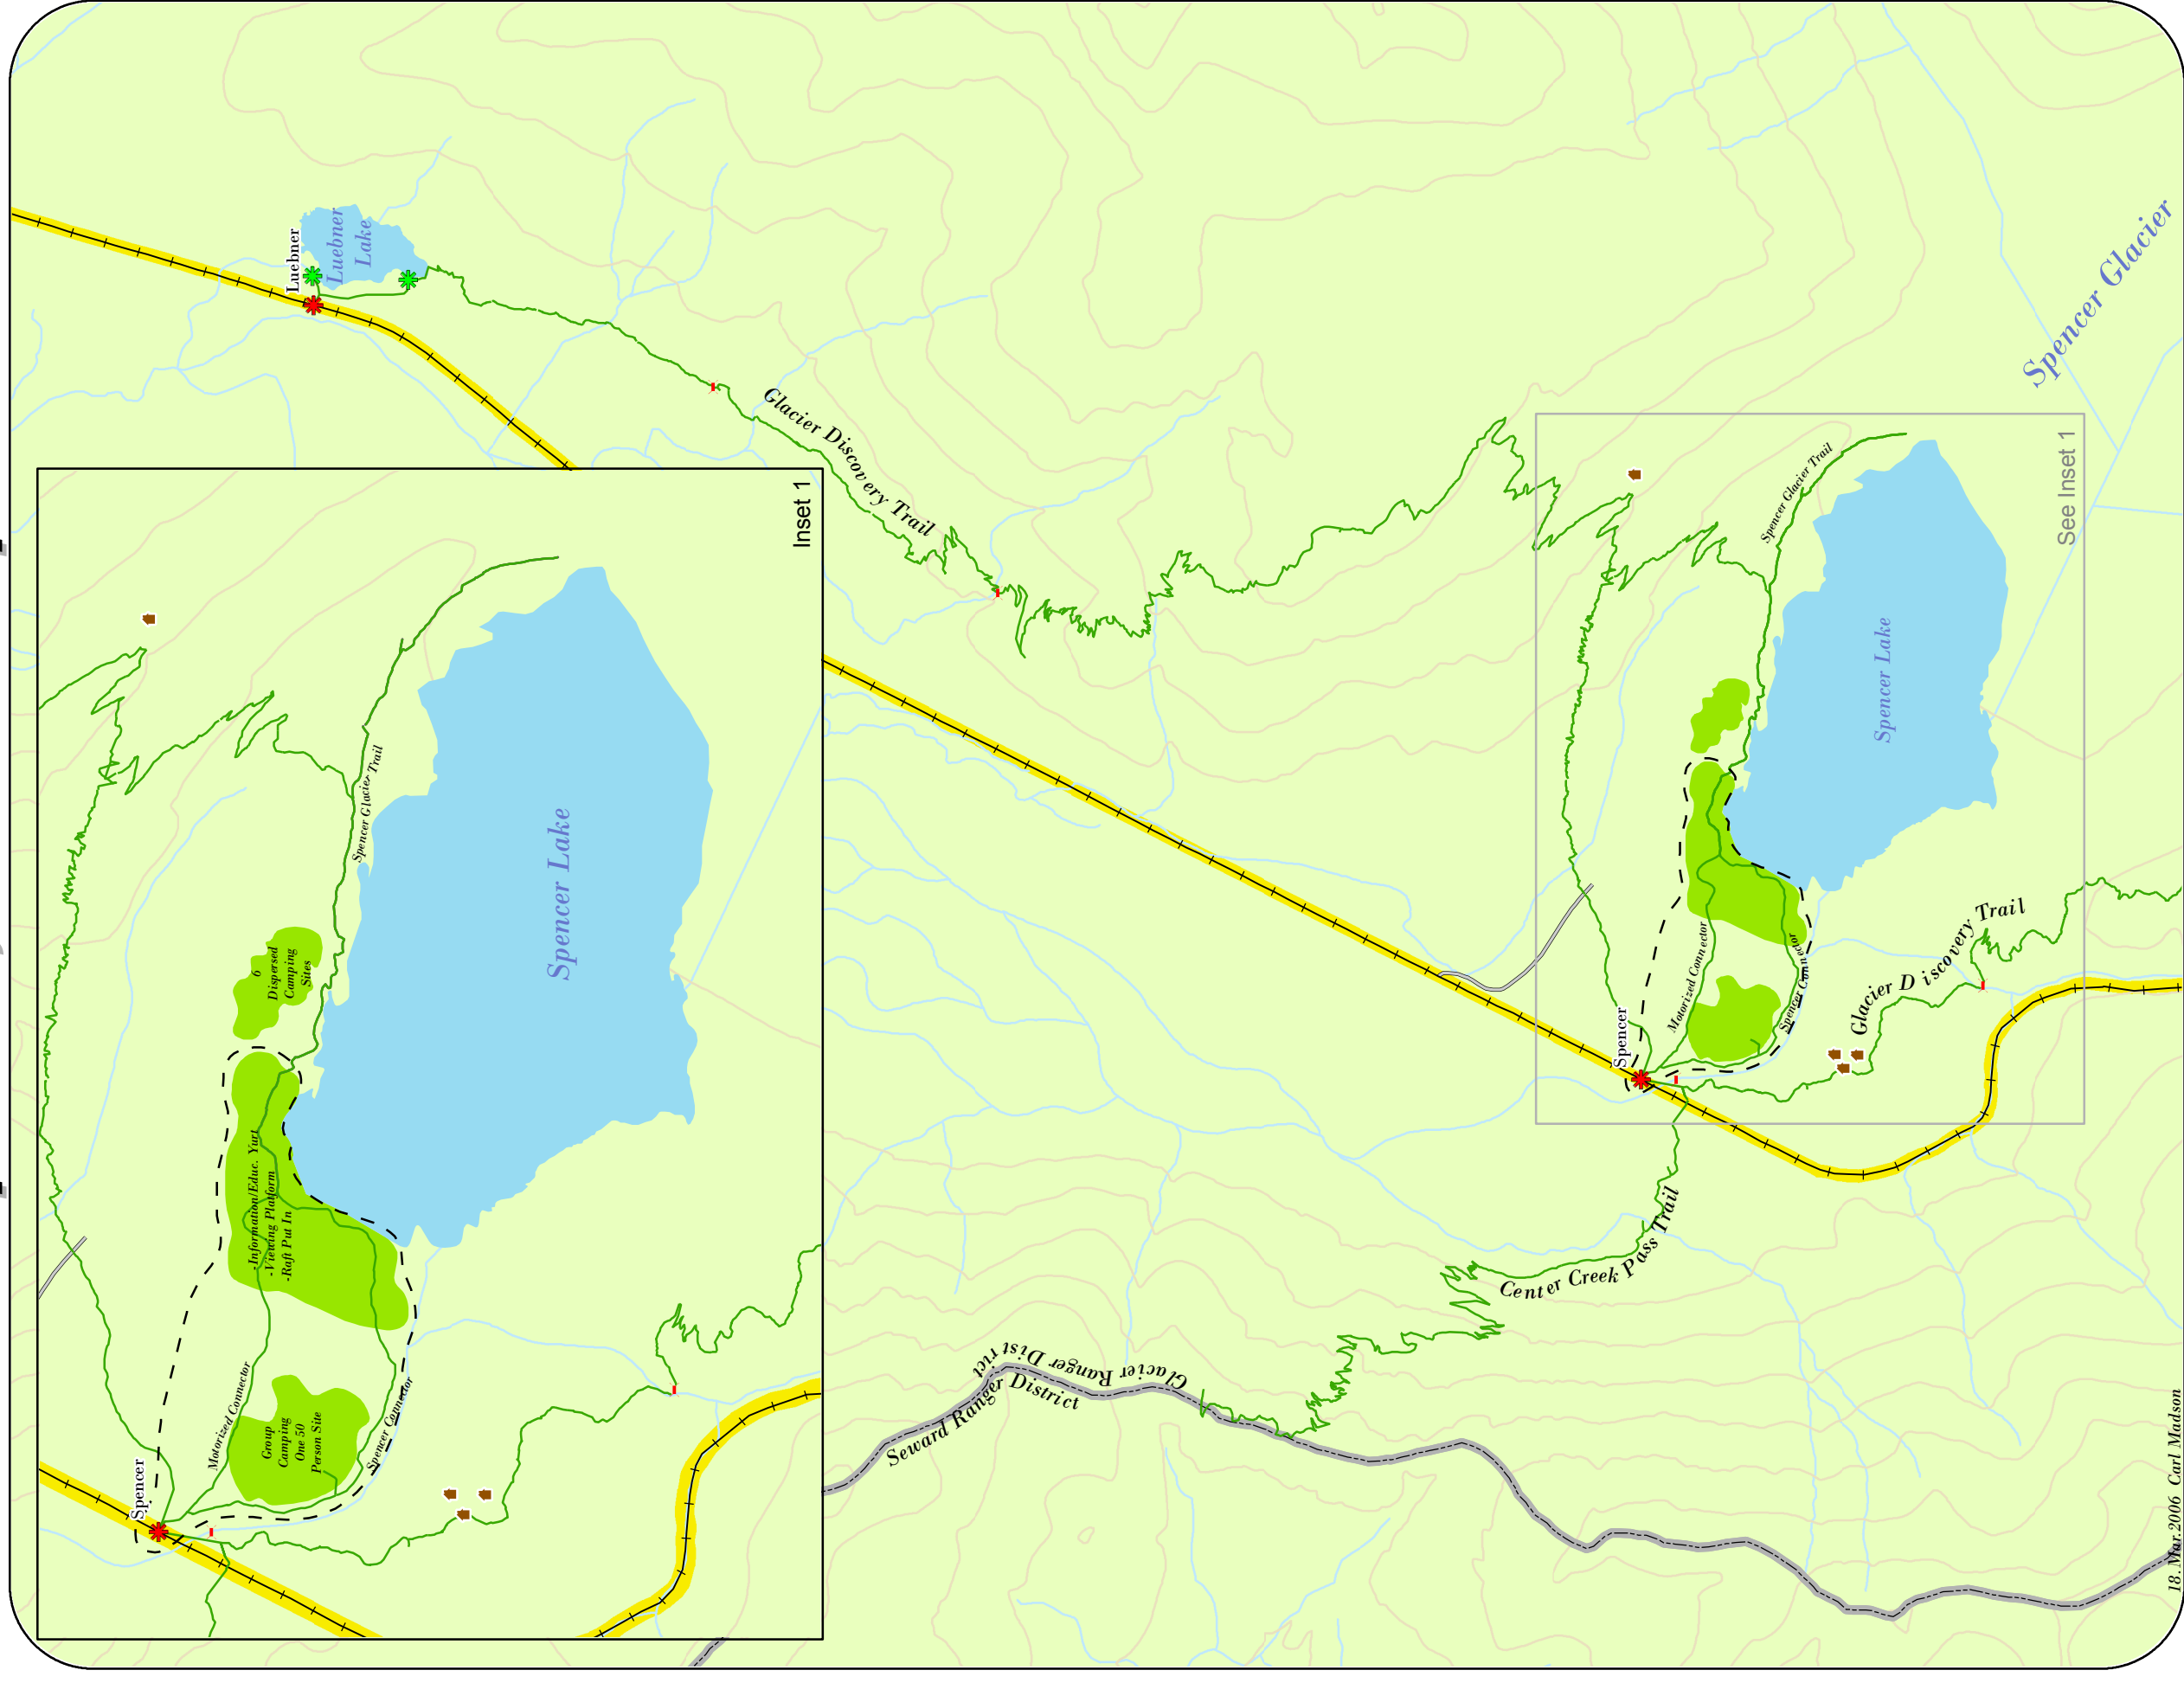 Luebner
Luebner
Lake
Glacier Discovery Trail
Spencer Glacier
See Inset 1
Spencer Glacier Trail
Spencer Lake
Motorized Connector
Spencer Connector
Spencer
Glacier Discovery Trail
Center Creek Pass Trail
Glacier Ranger District
Seward Ranger District
Inset 1
Spencer Glacier Trail
Spencer Lake
6
Dispersed
Camping
Sites
-Information/Educ. Yurt
-Viewing Platform
-Raft Put In
Motorized Connector
Group
Camping
One 50
Person Site
Spencer Connector
Spencer
18.Mar.2006 Carl Madson